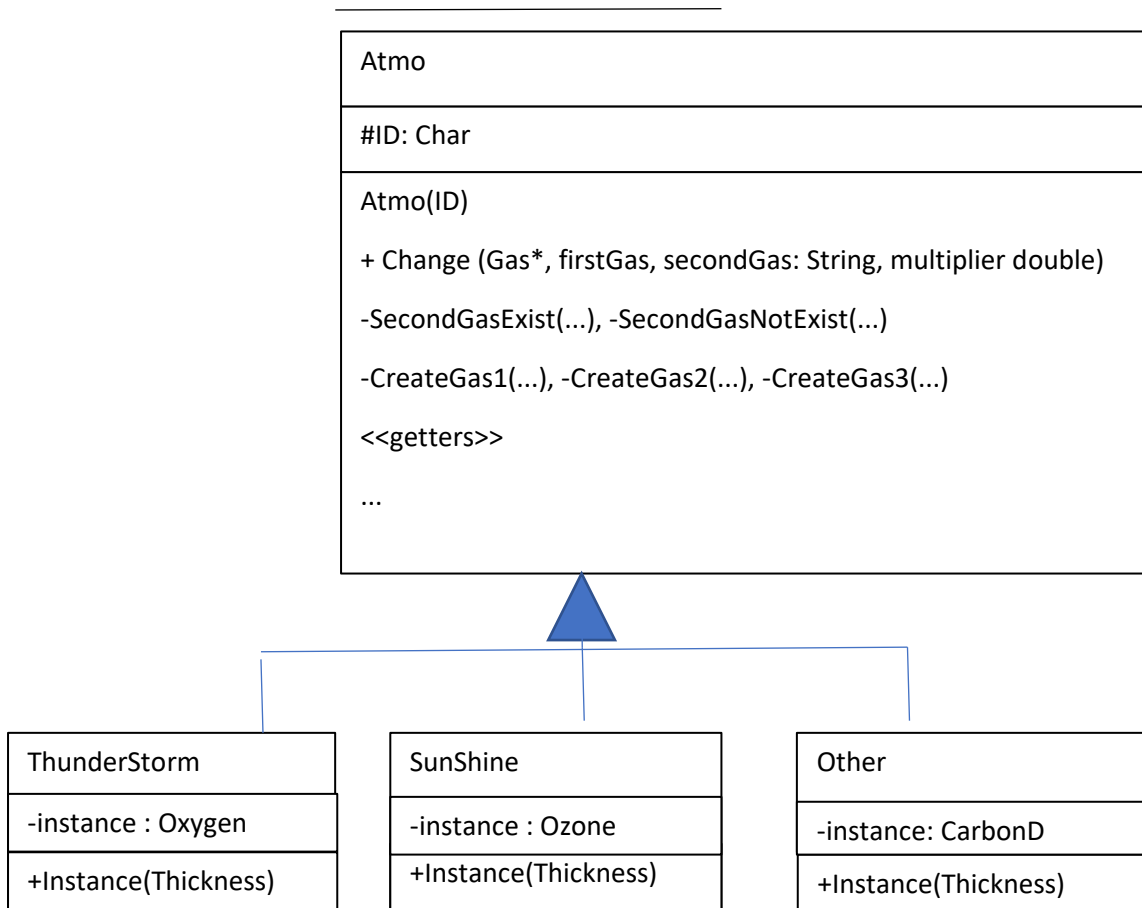 Atmo
#ID: Char
Atmo(ID)
+ Change (Gas*, firstGas, secondGas: String, multiplier double)
-SecondGasExist(...), -SecondGasNotExist(...)
-CreateGas1(...), -CreateGas2(...), -CreateGas3(...)
<<getters>>
...
ThunderStorm
-instance : Oxygen
+Instance(Thickness)
SunShine
-instance : Ozone
+Instance(Thickness)
Other
-instance: CarbonD
+Instance(Thickness)